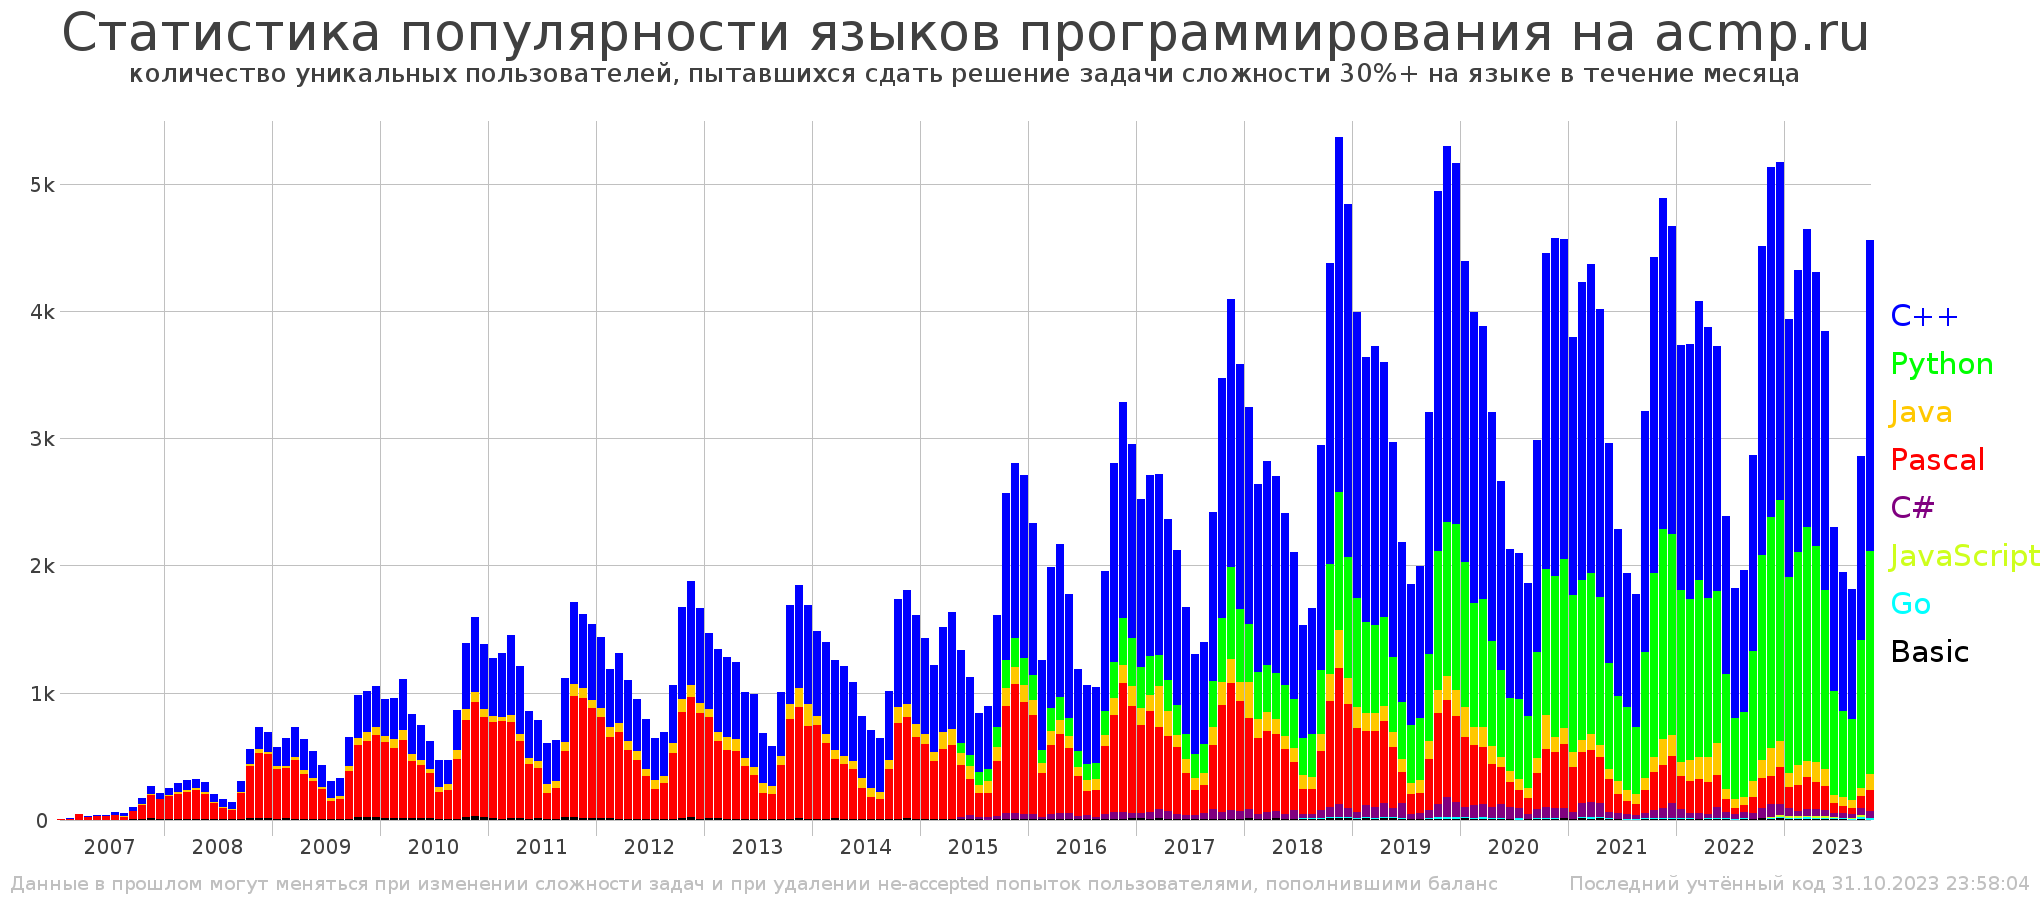 Статистика популярности языков программирования на acmp.ru
количество уникальных пользователей, пытавшихся сдать решение задачи сложности 30%+ на языке в течение месяца
5k
4k
3k
2k
1k
0
C++
Python
Java
Pascal
C#
JavaScript
Go
Basic
2007 2008 2009 2010 2011 2012 2013 2014 2015 2016 2017 2018 2019 2020 2021 2022 2023
Данные в прошлом могут меняться при изменении сложности задач и при удалении не-accepted попыток пользователями, пополнившими баланс
Последний учтённый код 31.10.2023 23:58:04